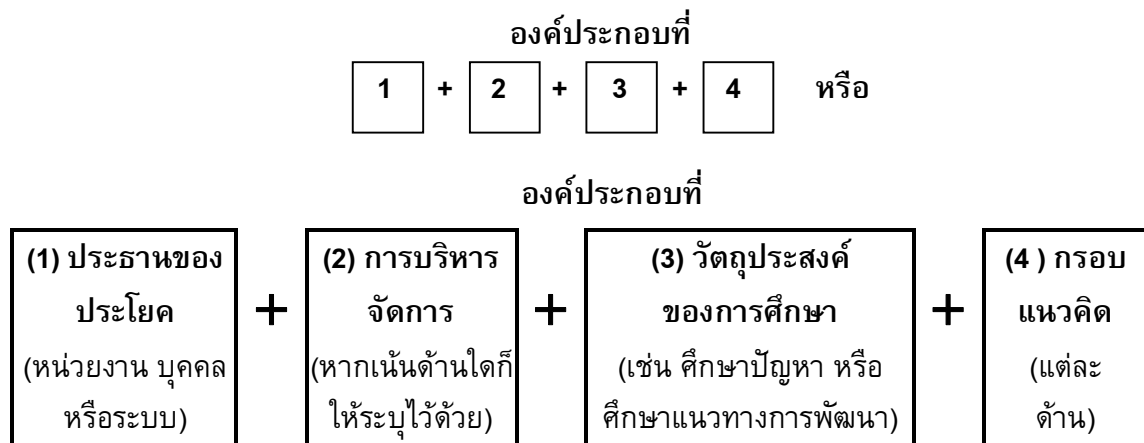 องค์ประกอบที่
1 + 2 + 3 + 4 หรือ
องค์ประกอบที่
(1) ประธานของ
ประโยค
(หน่วยงาน บุคคล
หรือระบบ)
+
(2) การบริหาร
จัดการ
(หากเน้นด้านใดก็
ให้ระบุไว้ด้วย)
+
(3) วัตถุประสงค์
ของการศึกษา
(เช่น ศึกษาปัญหา หรือ
ศึกษาแนวทางการพัฒนา)
+
(4 ) กรอบ
แนวคิด
(แต่ละ
ด้าน)